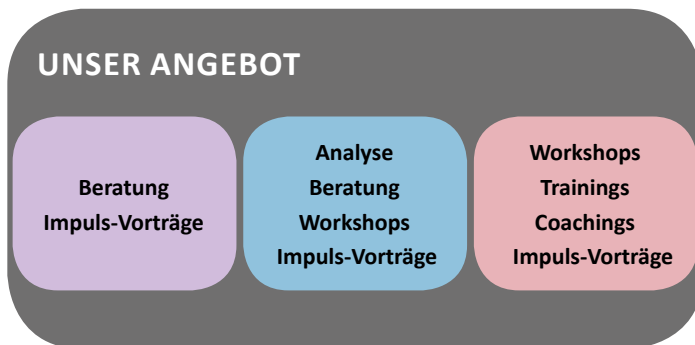 UNSER ANGEBOT
Beratung
Impuls-Vorträge
Analyse
Beratung
Workshops
Impuls-Vorträge
Workshops
Trainings
Coachings
Impuls-Vorträge